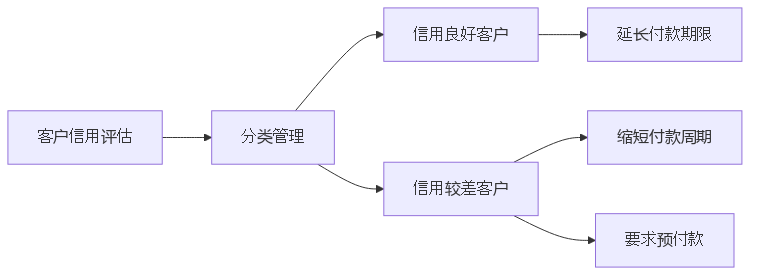 客户信用评估
分类管理
信用良好客户
延长付款期限
信用较差客户
缩短付款周期
要求预付款